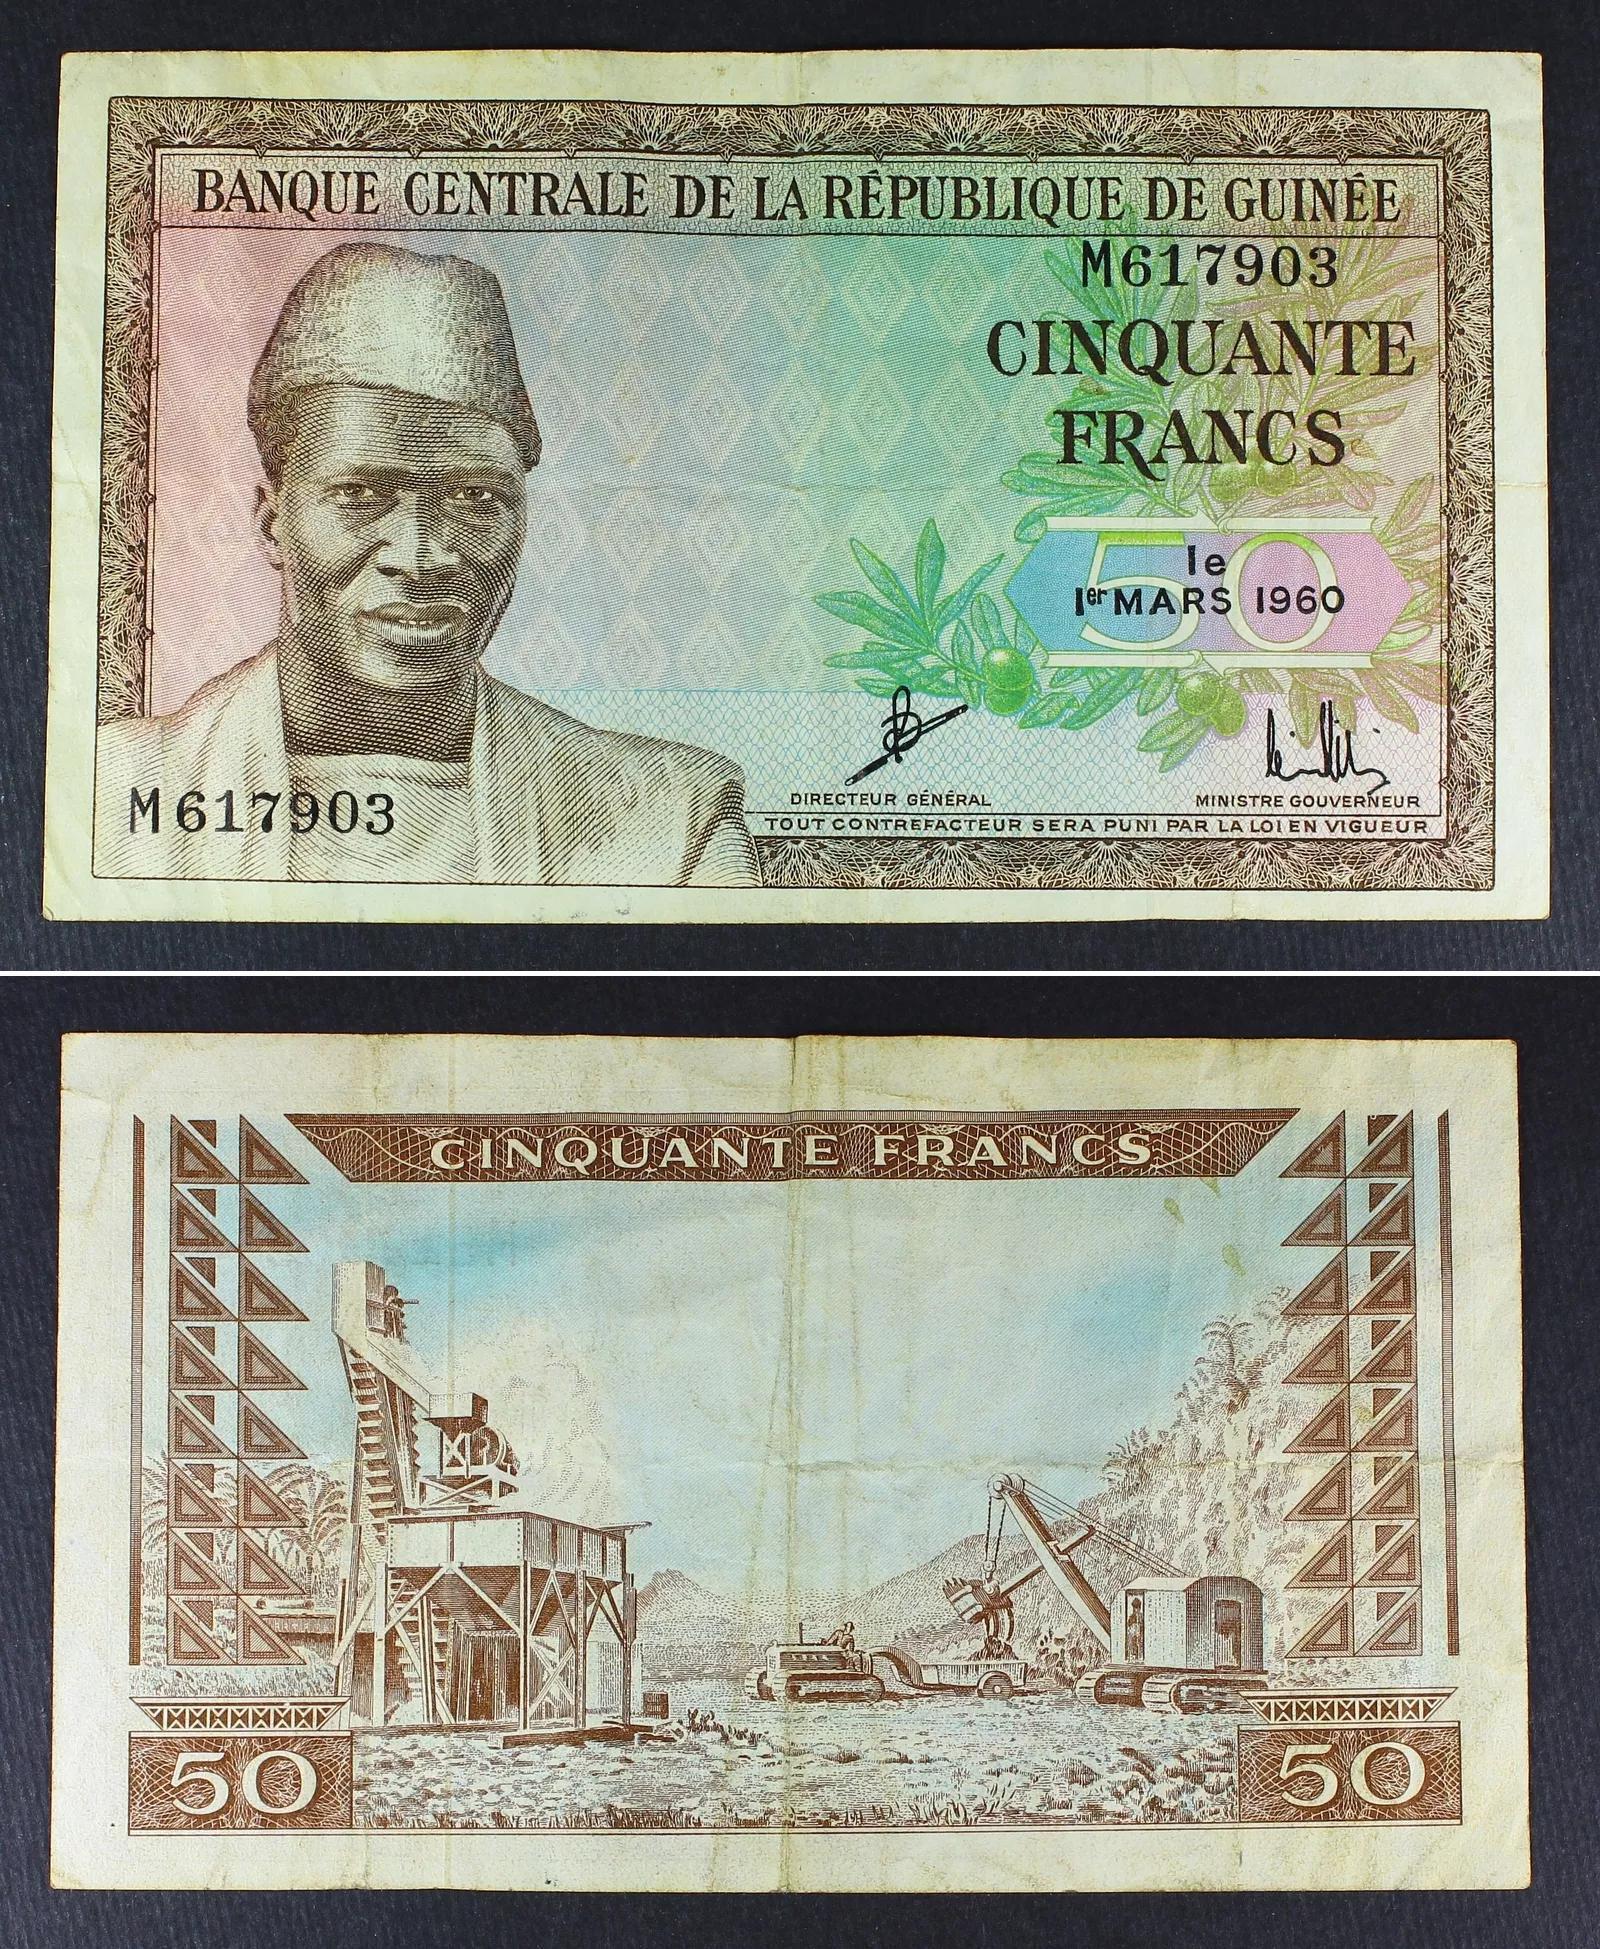 BANQUE CENTRALE DE LA RÉPUBLIQUE DE GUINÉE
M617903
CINQUANTE
FRANCS
50
le
1er MARS 1960
DIRECTEUR GÉNÉRAL
MINISTRE GOUVERNEUR
M617903
TOUT CONTREFACTEUR SERA PUNI PAR LA LOI EN VIGUEUR
CINQUANTE FRANCS
50
50